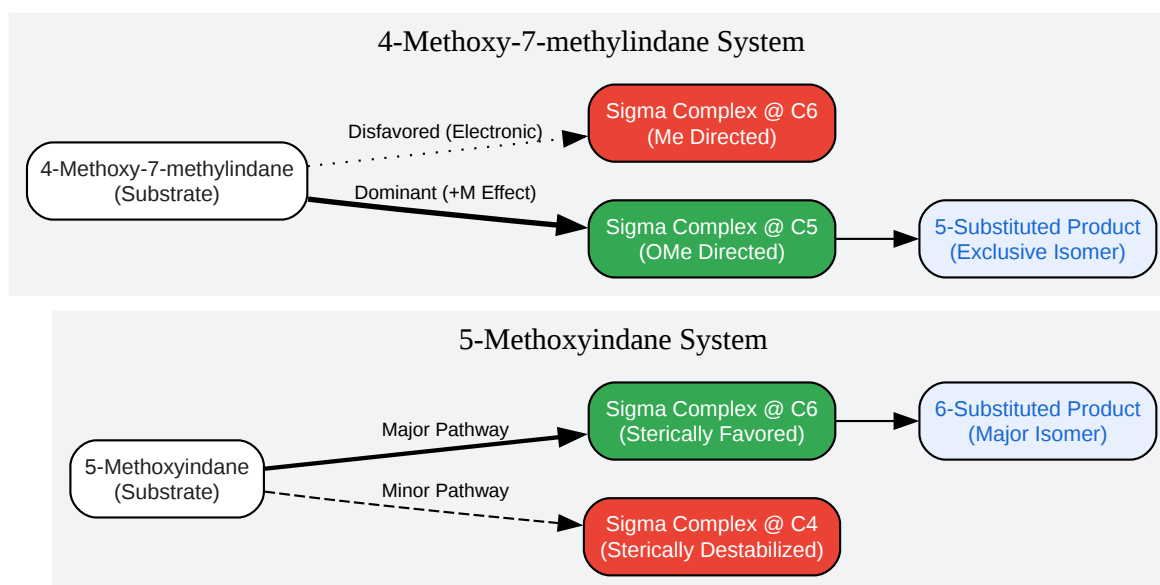 4-Methoxy-7-methylindane System
Sigma Complex @ C6
(Me Directed)
Disfavored (Electronic)
4-Methoxy-7-methylindane
(Substrate)
Dominant (+M Effect)
Sigma Complex @ C5
(OMe Directed)
5-Substituted Product
(Exclusive Isomer)
5-Methoxyindane System
Sigma Complex @ C6
(Sterically Favored)
6-Substituted Product
(Major Isomer)
Major Pathway
5-Methoxyindane
(Substrate)
Minor Pathway
Sigma Complex @ C4
(Sterically Destabilized)